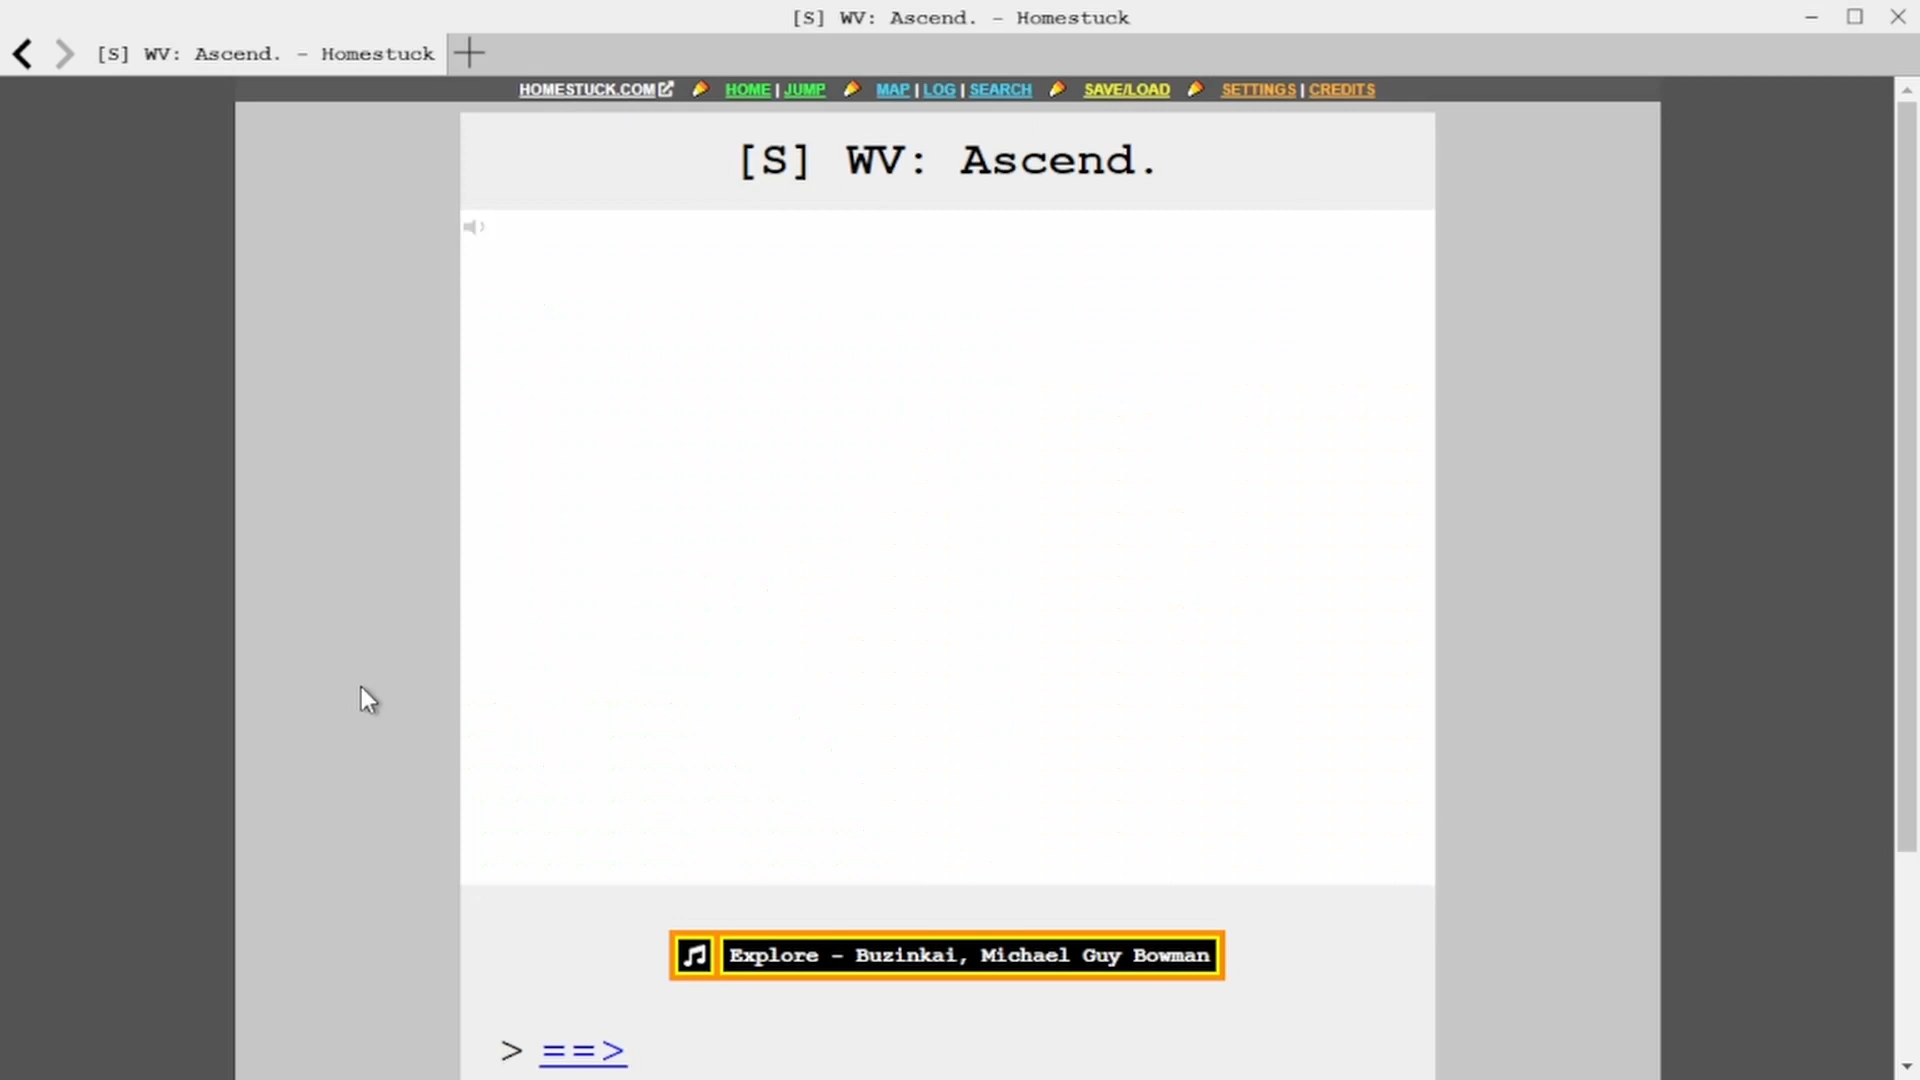 [S] WV: Ascend. - Homestuck
[S] WV: Ascend. - Homestuck
HOMESTUCK.COM HOME | JUMP MAP | LOG | SEARCH SAVE/LOAD SETTINGS | CREDITS
[S] WV: Ascend.
Explore - Buzinkai, Michael Guy Bowman
> ==>